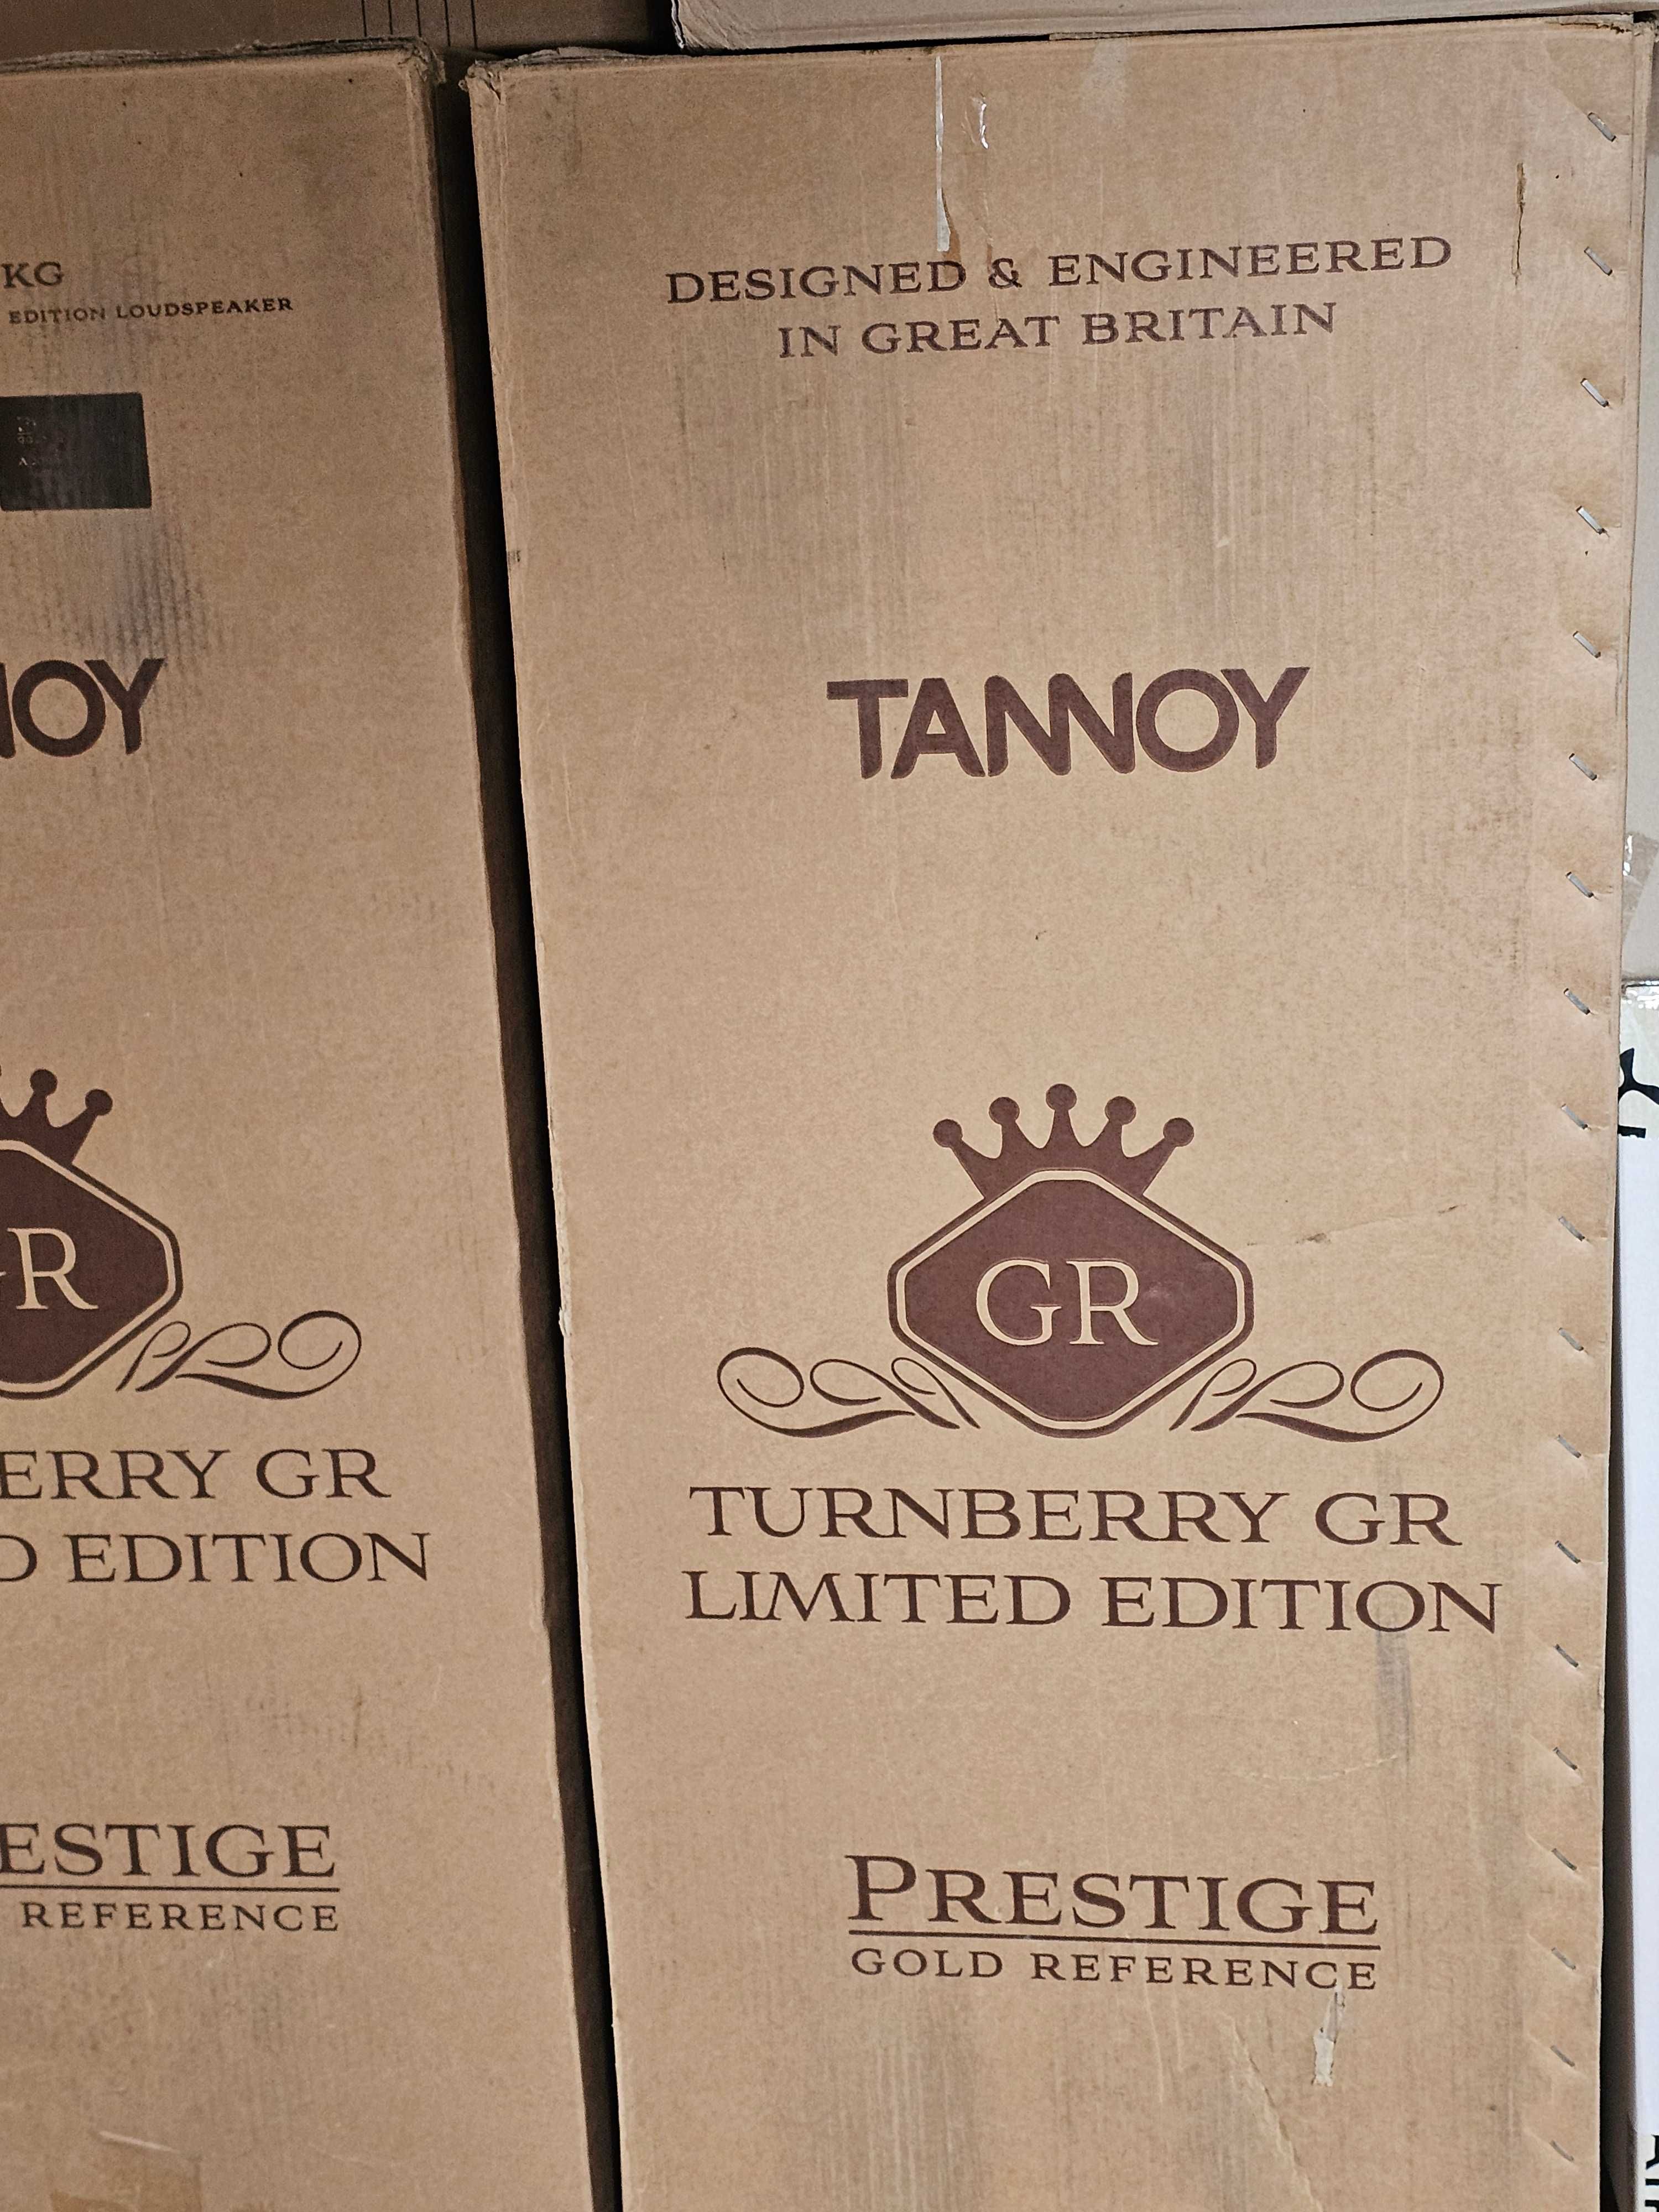 KG
EDITION LOUDSPEAKER
NOY
GR
ERRY GR
D EDITION
ESTIGE
REFERENCE
DESIGNED & ENGINEERED
IN GREAT BRITAIN
TANNOY
GR
TURNBERRY GR
LIMITED EDITION
PRESTIGE
GOLD REFERENCE